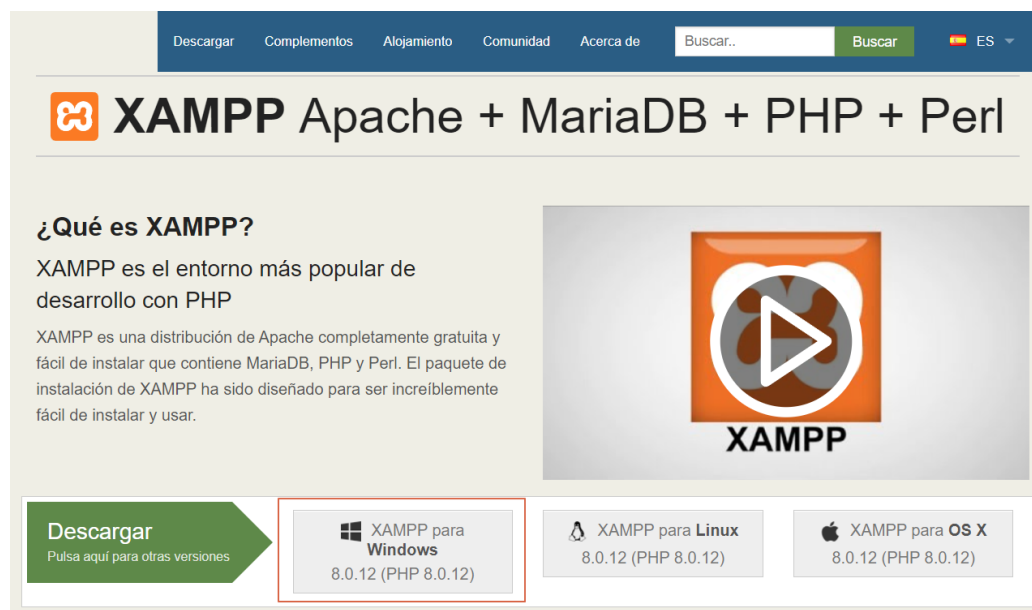 Descargar Complementos Alojamiento Comunidad Acerca de Buscar.. Buscar ES
XAMPP Apache + MariaDB + PHP + Perl
¿Qué es XAMPP?
XAMPP es el entorno más popular de
desarrollo con PHP
XAMPP es una distribución de Apache completamente gratuita y
fácil de instalar que contiene MariaDB, PHP y Perl. El paquete de
instalación de XAMPP ha sido diseñado para ser increíblemente
fácil de instalar y usar.
XAMPP
Descargar
Pulsa aquí para otras versiones
XAMPP para
Windows
8.0.12 (PHP 8.0.12)
XAMPP para Linux
8.0.12 (PHP 8.0.12)
XAMPP para OS X
8.0.12 (PHP 8.0.12)